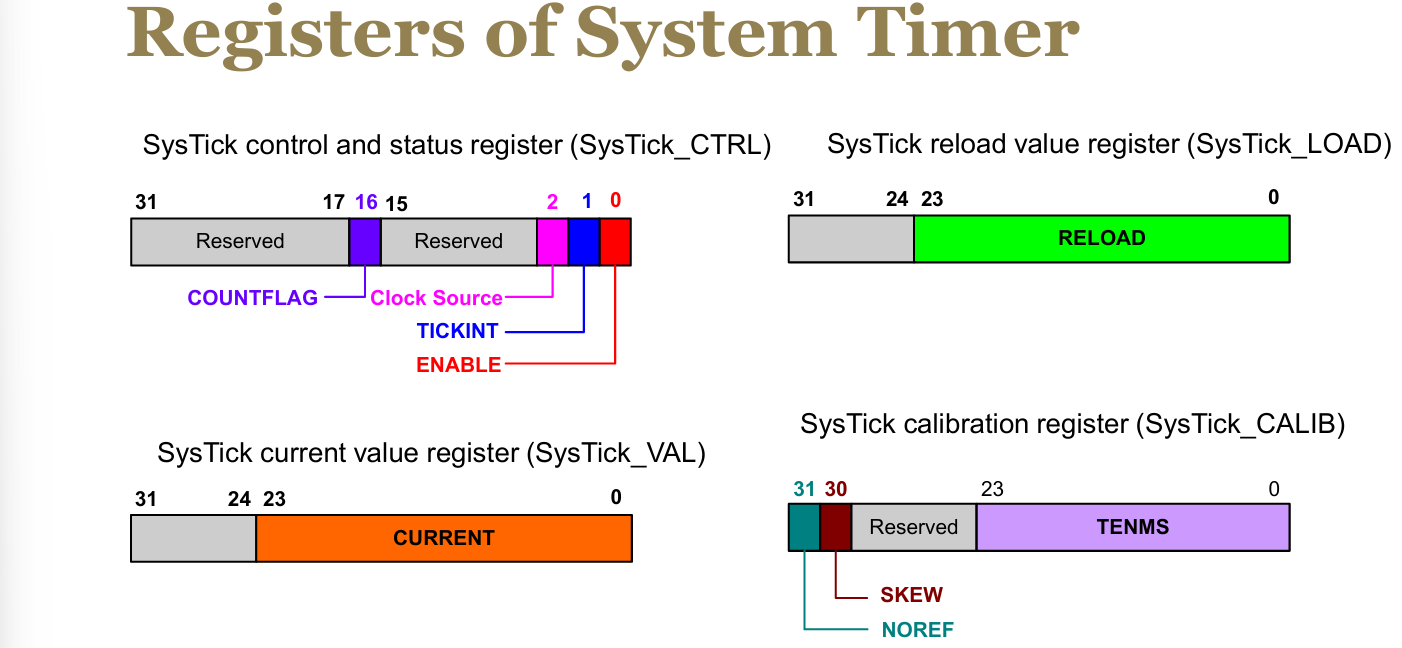 Registers of System Timer
SysTick control and status register (SysTick_CTRL)
31 17 16 15 2 1 0
Reserved Reserved
COUNTFLAG Clock Source
TICKINT
ENABLE
SysTick reload value register (SysTick_LOAD)
31 24 23 0
RELOAD
SysTick current value register (SysTick_VAL)
31 24 23 0
CURRENT
SysTick calibration register (SysTick_CALIB)
31 30 23 0
Reserved TENMS
SKEW
NOREF